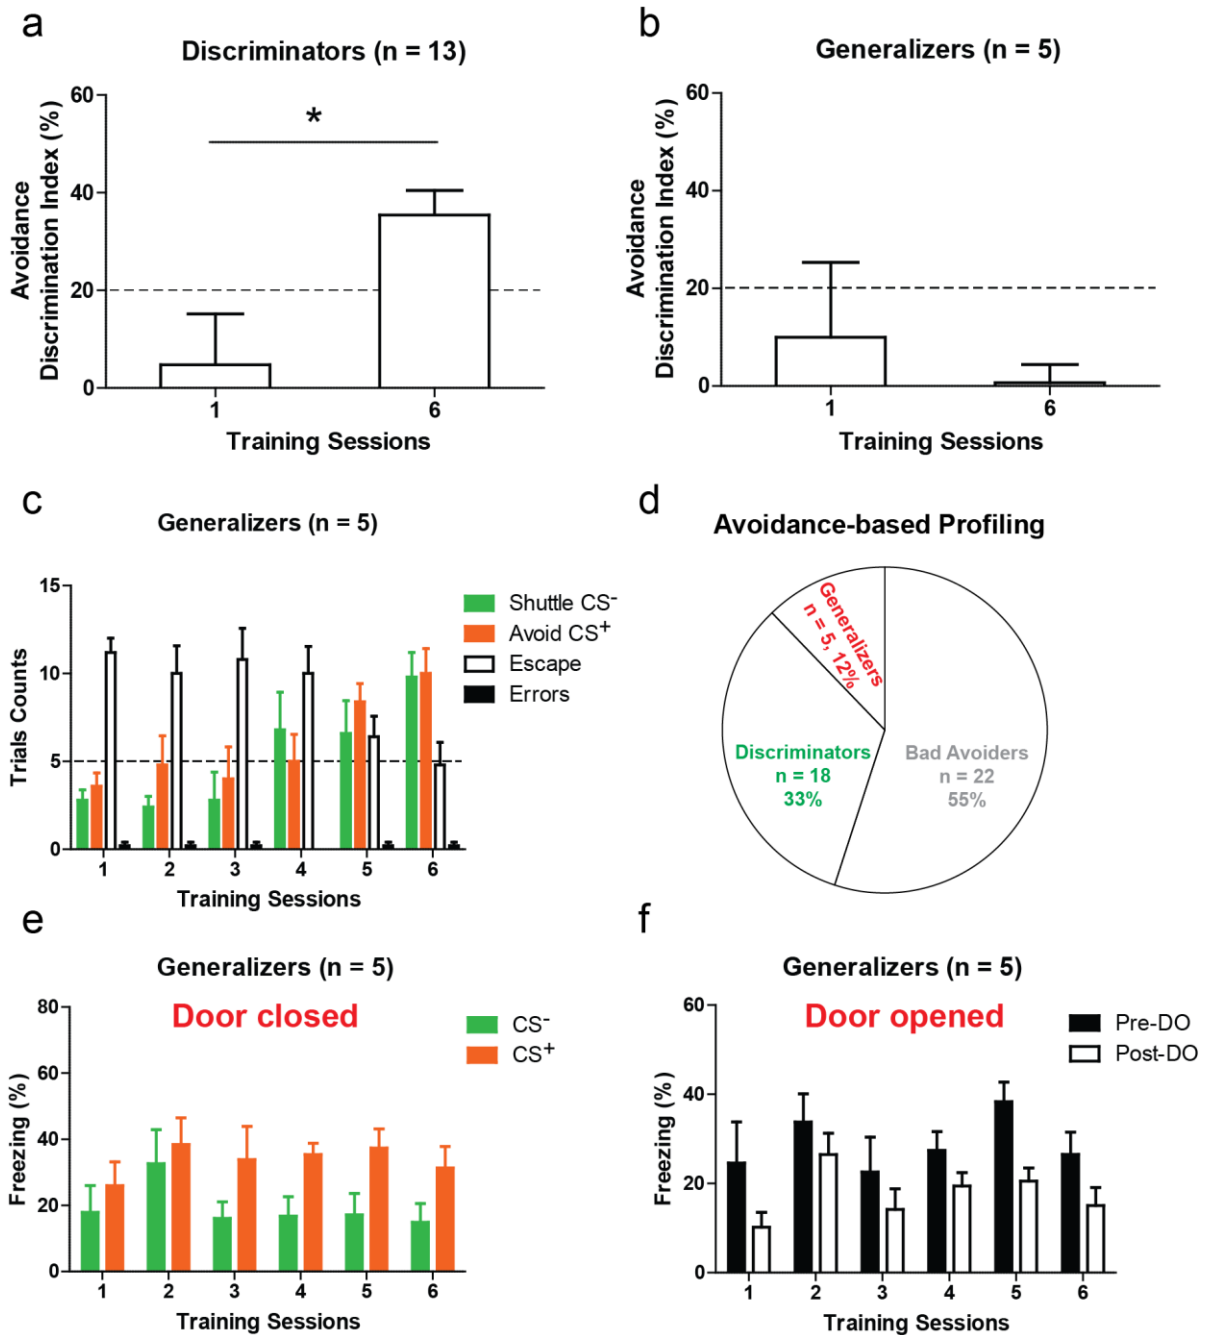 a
Discriminators (n = 13)
Avoidance
Discrimination Index (%)
60
40
20
0
*
1 6
Training Sessions
b
Generalizers (n = 5)
Avoidance
Discrimination Index (%)
60
40
20
0
1 6
Training Sessions
c
Generalizers (n = 5)
Trials Counts
15
10
5
0
Shuttle CS-
Avoid CS+
Escape
Errors
1 2 3 4 5 6
Training Sessions
d
Avoidance-based Profiling
Generalizers
n = 5, 12%
Discriminators
n = 18
33%
Bad Avoiders
n = 22
55%
e
Generalizers (n = 5)
Door closed
Freezing (%)
80
60
40
20
0
CS-
CS+
1 2 3 4 5 6
Training Sessions
f
Generalizers (n = 5)
Door opened
Freezing (%)
60
40
20
0
Pre-DO
Post-DO
1 2 3 4 5 6
Training Sessions